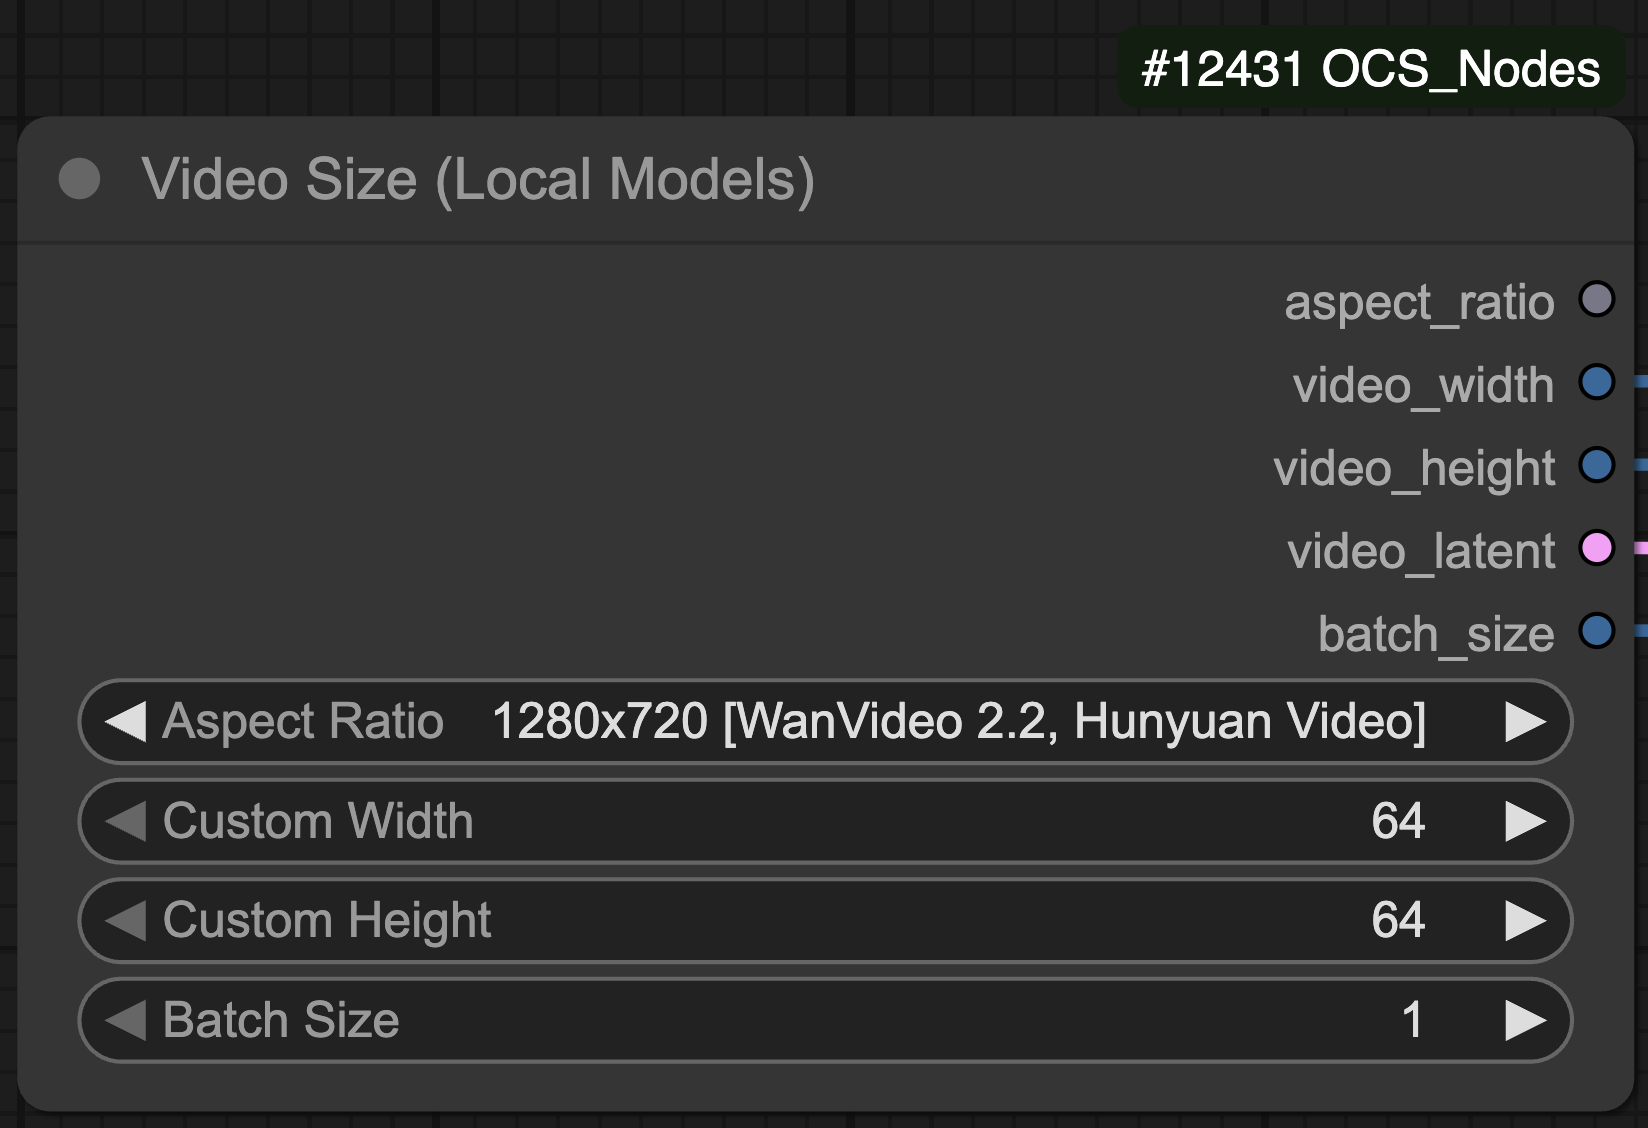 #12431 OCS_Nodes
Video Size (Local Models)
aspect_ratio
video_width
video_height
video_latent
batch_size
Aspect Ratio 1280x720 [WanVideo 2.2, Hunyuan Video]
Custom Width 64
Custom Height 64
Batch Size 1